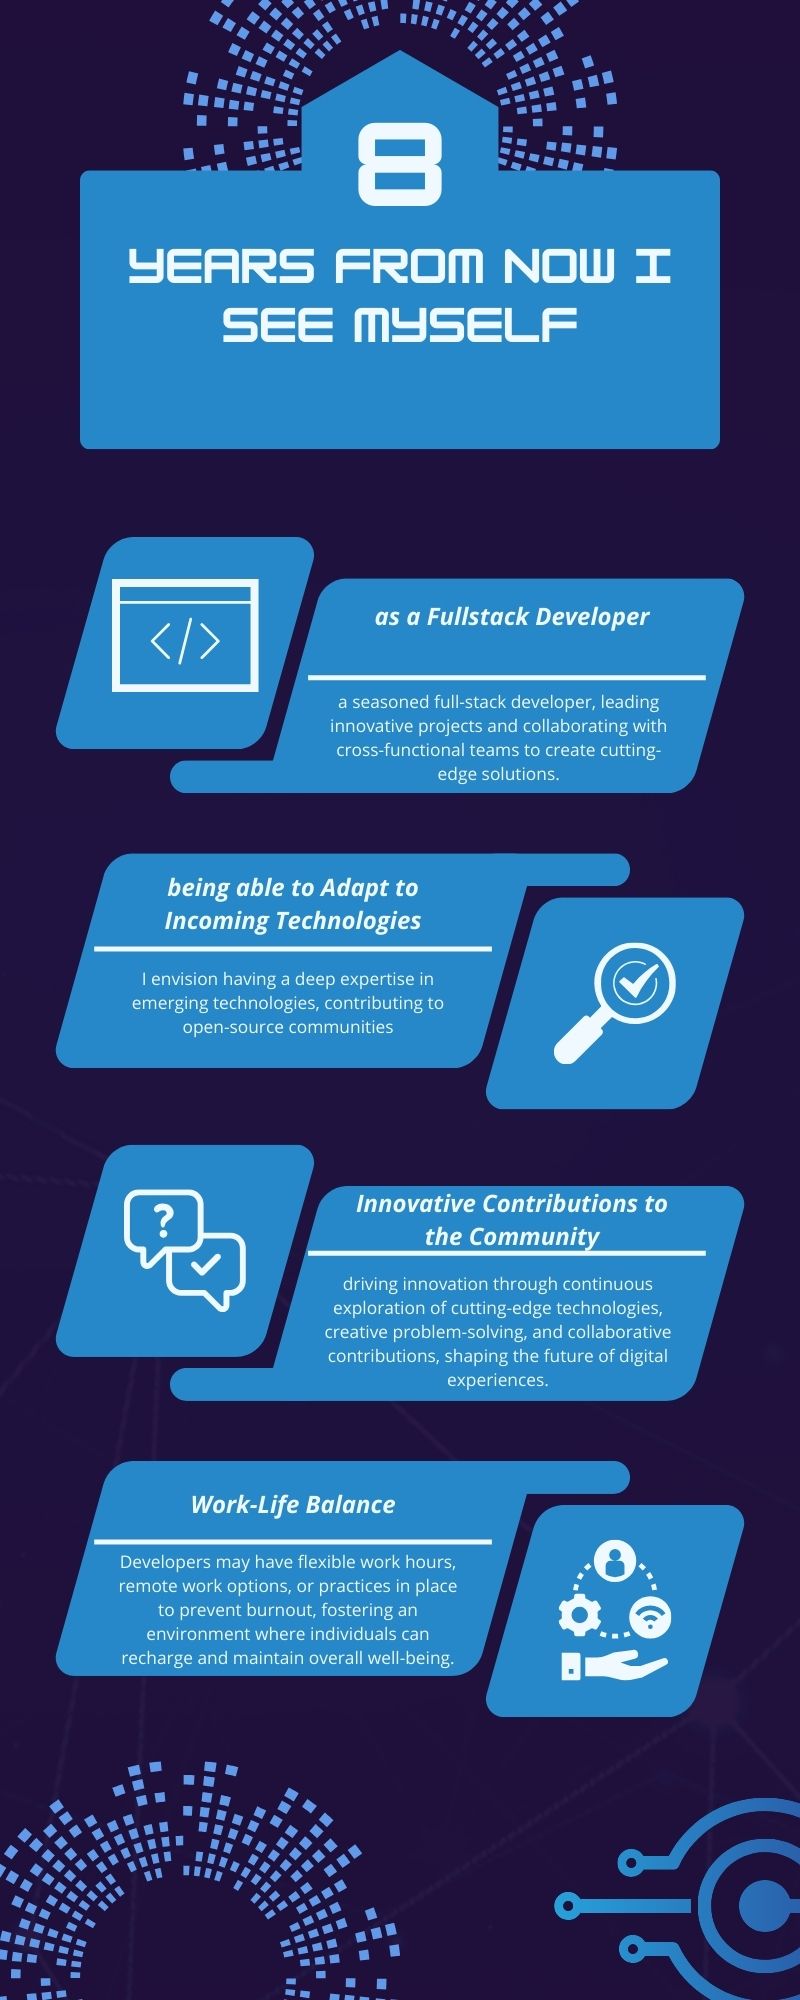 8
YEARS FROM NOW I
SEE MYSELF
as a Fullstack Developer
a seasoned full-stack developer, leading
innovative projects and collaborating with
cross-functional teams to create cutting-
edge solutions.
being able to Adapt to
Incoming Technologies
I envision having a deep expertise in
emerging technologies, contributing to
open-source communities
Innovative Contributions to
the Community
driving innovation through continuous
exploration of cutting-edge technologies,
creative problem-solving, and collaborative
contributions, shaping the future of digital
experiences.
Work-Life Balance
Developers may have flexible work hours,
remote work options, or practices in place
to prevent burnout, fostering an
environment where individuals can
recharge and maintain overall well-being.